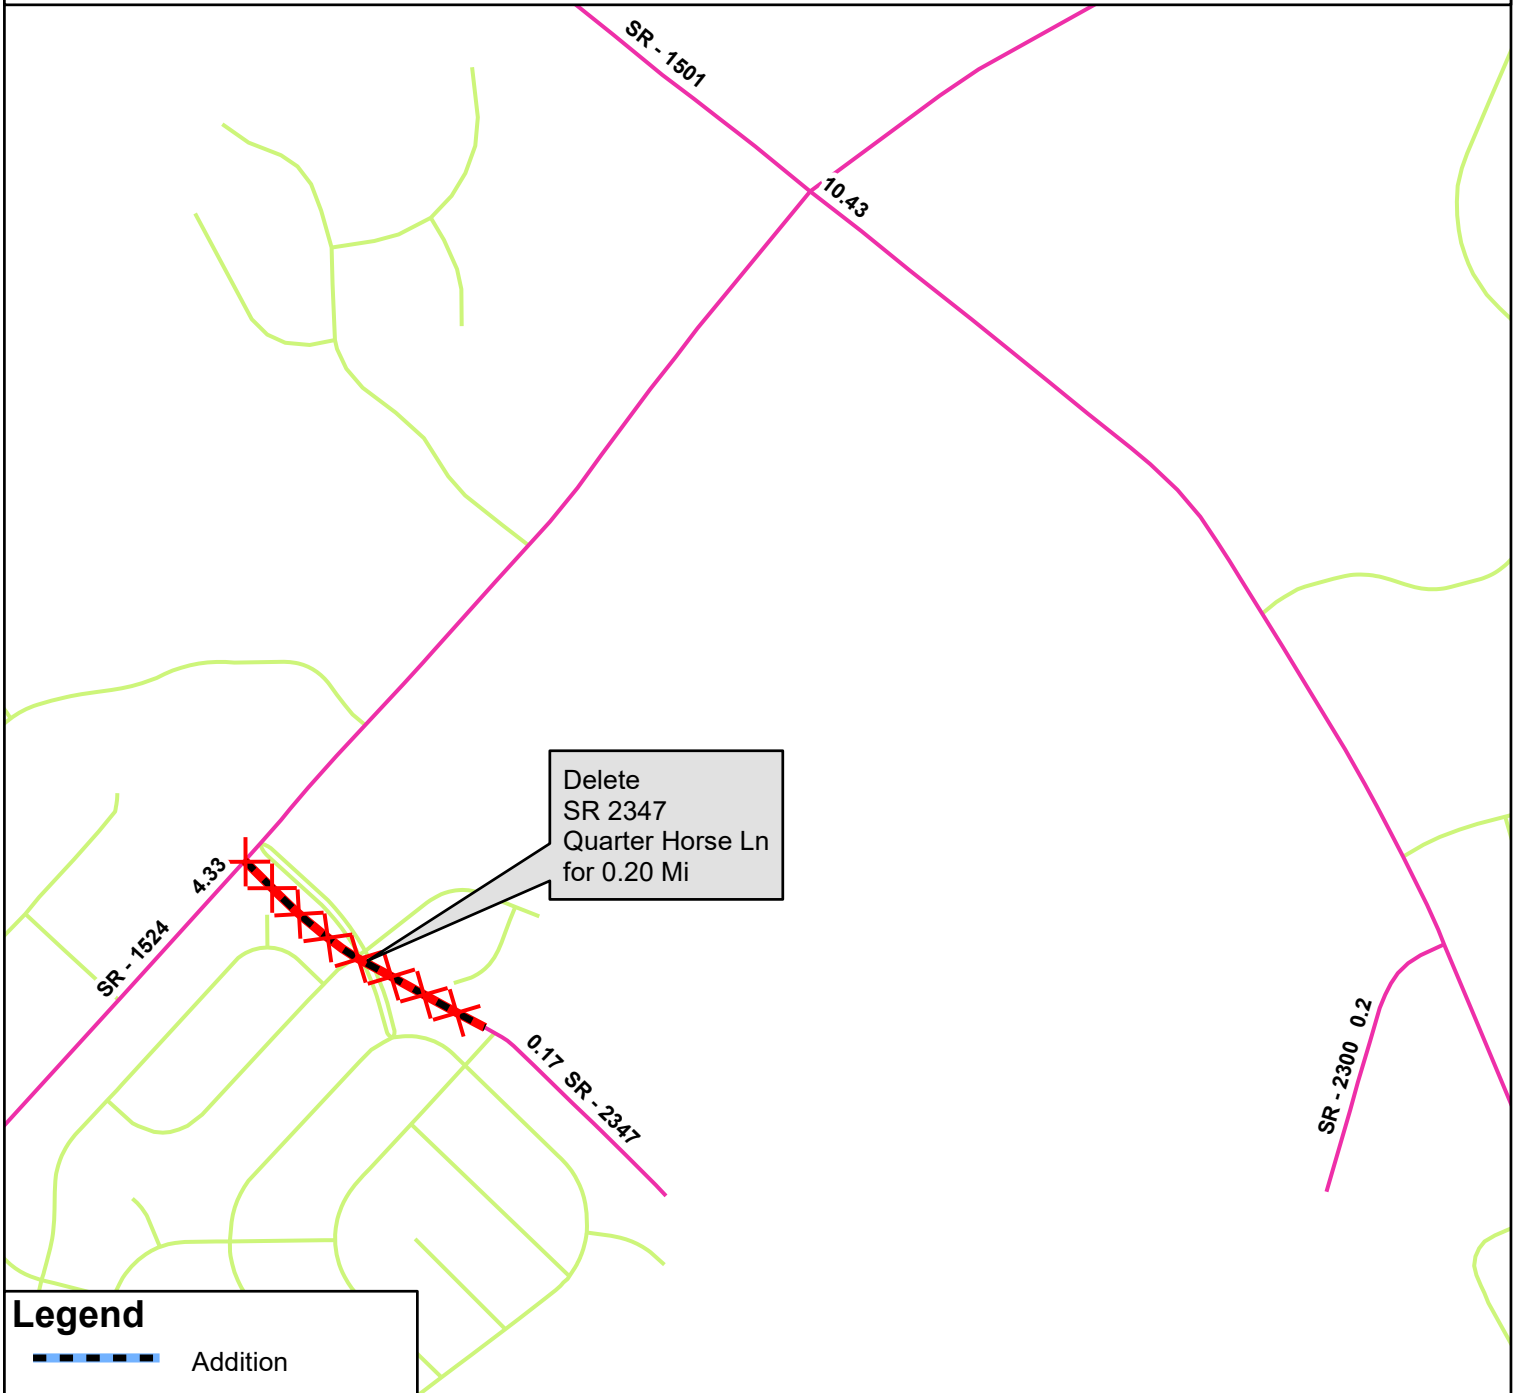 SR - 1501
10.43
Delete
SR 2347
Quarter Horse Ln
for 0.20 Mi
4.33
SR - 1524
0.17 SR - 2347
SR - 2300 0.2
Legend
Addition